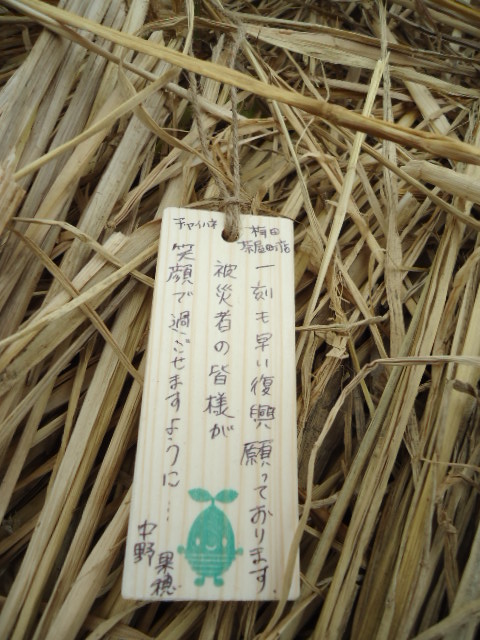 チャイハネ
梅田
茶屋町店
一刻も早い復興願っております。
被災者の皆様が
笑顔で過ごせますように…
中野
果穂